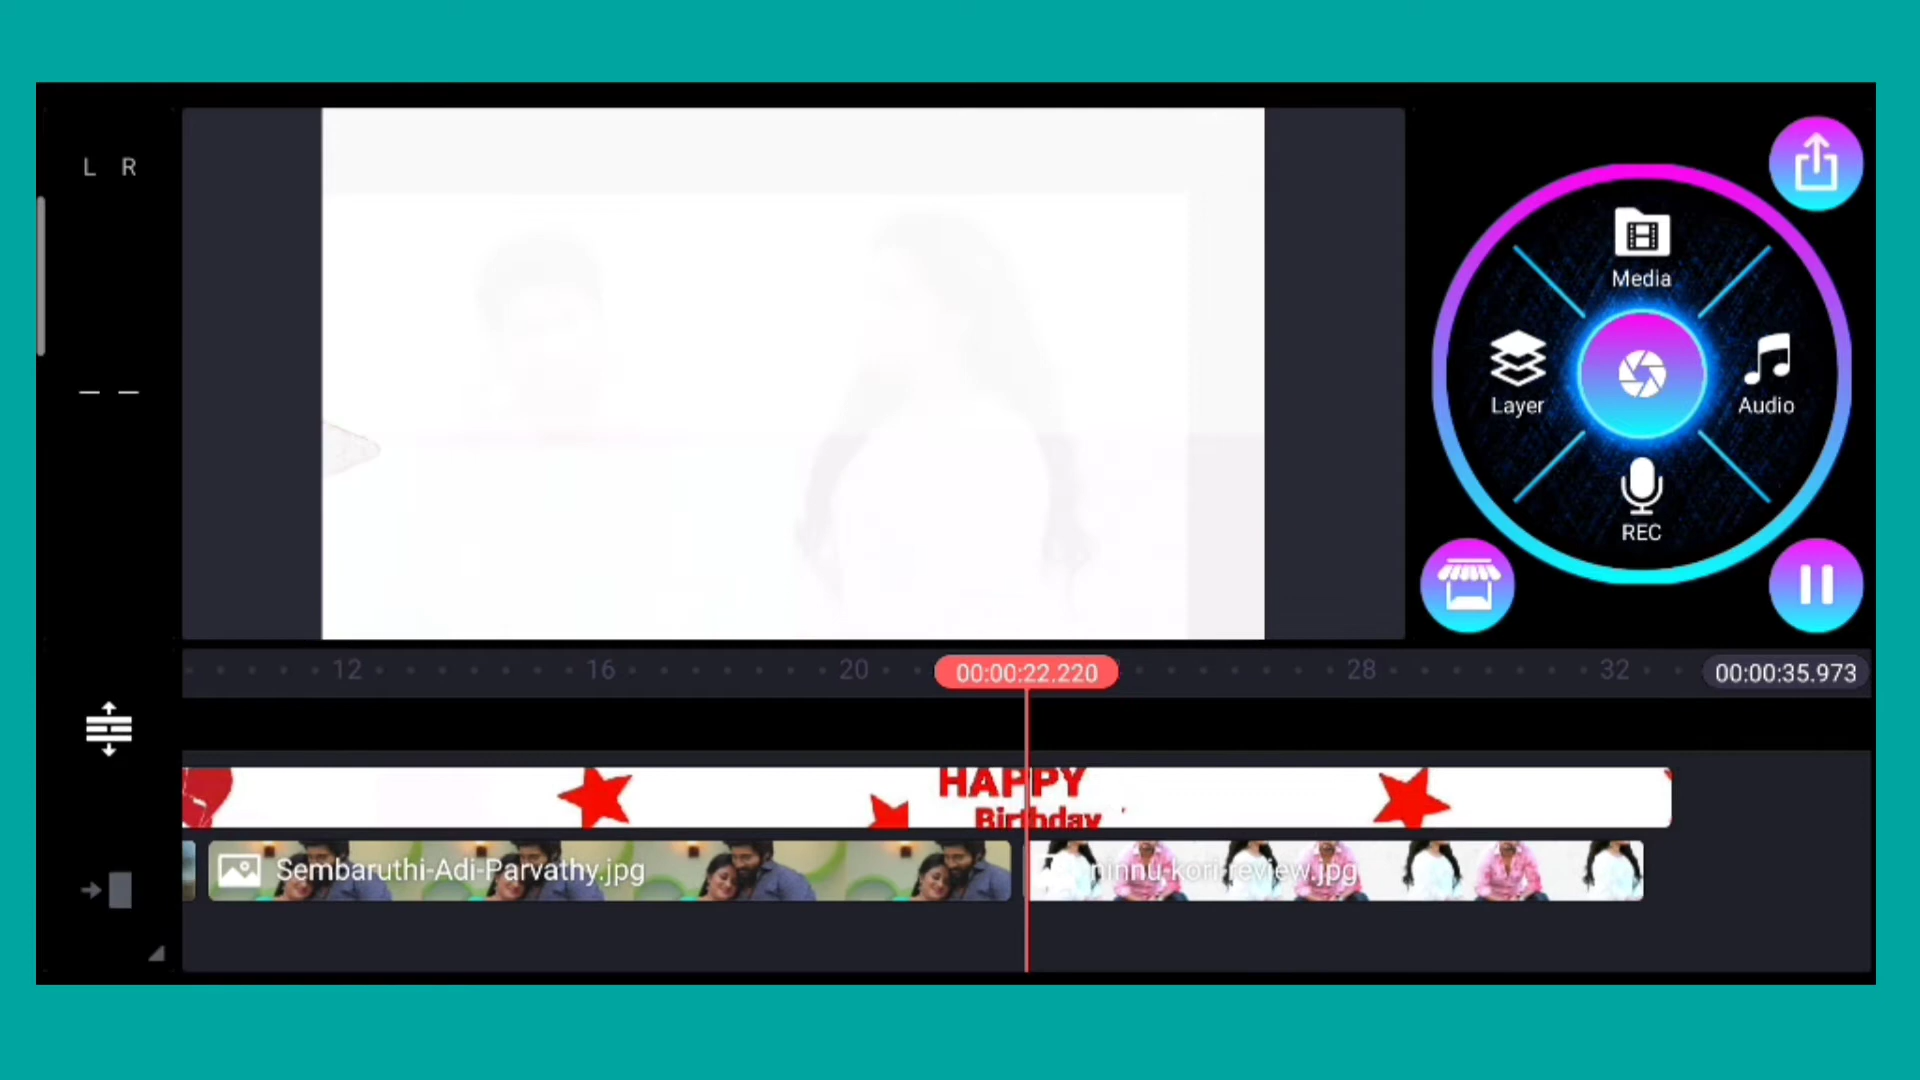 L R
Media
Layer
Audio
REC
12
16
20
00:00:22.220
28
32
00:00:35.973
HAPPY
Birthday
Sembaruthi-Adi-Parvathy.jpg
ninnu-kori-review.jpg